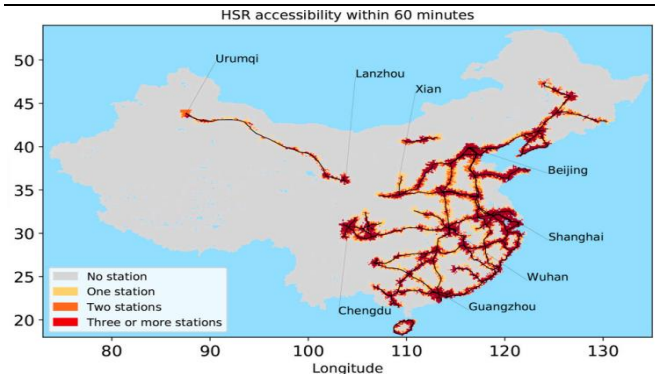 HSR accessibility within 60 minutes
50
45
40
35
30
25
20
Urumqi
Lanzhou
Xian
Beijing
Shanghai
Wuhan
Guangzhou
Chengdu
No station
One station
Two stations
Three or more stations
80 90 100 110 120 130
Longitude